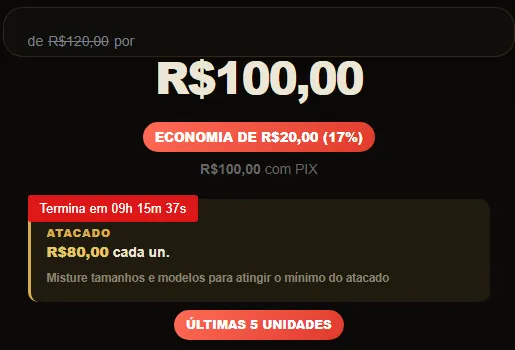 de R$120,00 por
R$100,00
ECONOMIA DE R$20,00 (17%)
R$100,00 com PIX
Termina em 09h 15m 37s
ATACADO
R$80,00 cada un.
Misture tamanhos e modelos para atingir o mínimo do atacado
ÚLTIMAS 5 UNIDADES